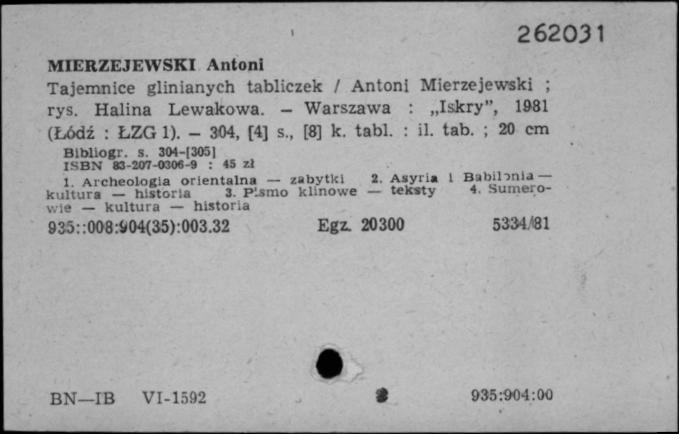 262031
MIERZEJEWSKI Antoni
Tajemnice glinianych tabliczek / Antoni Mierzejewski ;
rys. Halina Lewakowa. — Warszawa : „Iskry”, 1981
(Łódź : ŁZG 1). — 304, [4] s., [8] k. tabl. : il. tab. ; 20 cm
Bibliogr. s. 304-[305]
ISBN 83-207-0306-9 : 45 zł
1. Archeologia orientalna — zabytki 2. Asyria i Babilonia —
kultura — historia 3. Pismo klinowe — teksty 4. Sumero-
wie — kultura — historia
935::008:904(35):003.32 Egz. 20300 5334/81
BN—IB VI-1592 935:904:00